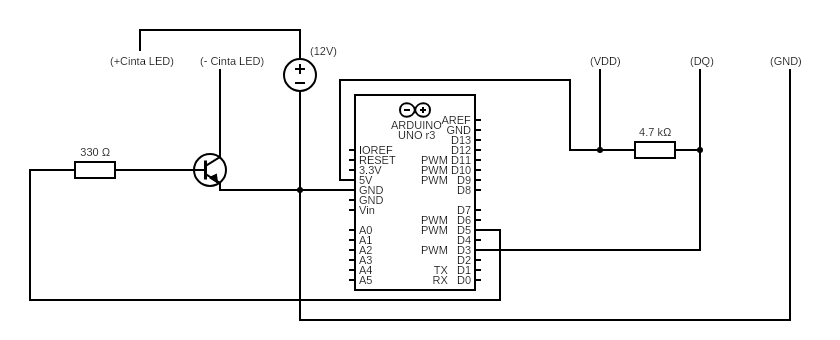 (12V)
(+Cinta LED) (- Cinta LED) (VDD) (DQ) (GND)
AREF
ARDUINO
UNO r3
GND
D13
4.7 kΩ
330 Ω
IOREF D12
RESET PWM D11
3.3V PWM D10
5V PWM D9
GND D8
GND
Vin D7
PWM D6
A0 PWM D5
A1 D4
A2 PWM D3
A3 D2
A4 TX D1
A5 RX D0